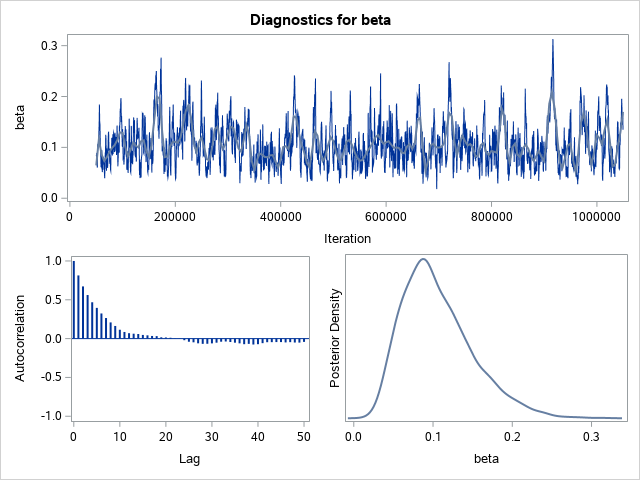 Diagnostics for beta
beta
0.3
0.2
0.1
0.0
0 200000 400000 600000 800000 1000000
Iteration
Autocorrelation
1.0
0.5
0.0
-0.5
-1.0
0 10 20 30 40 50
Lag
Posterior Density
0.0 0.1 0.2 0.3
beta